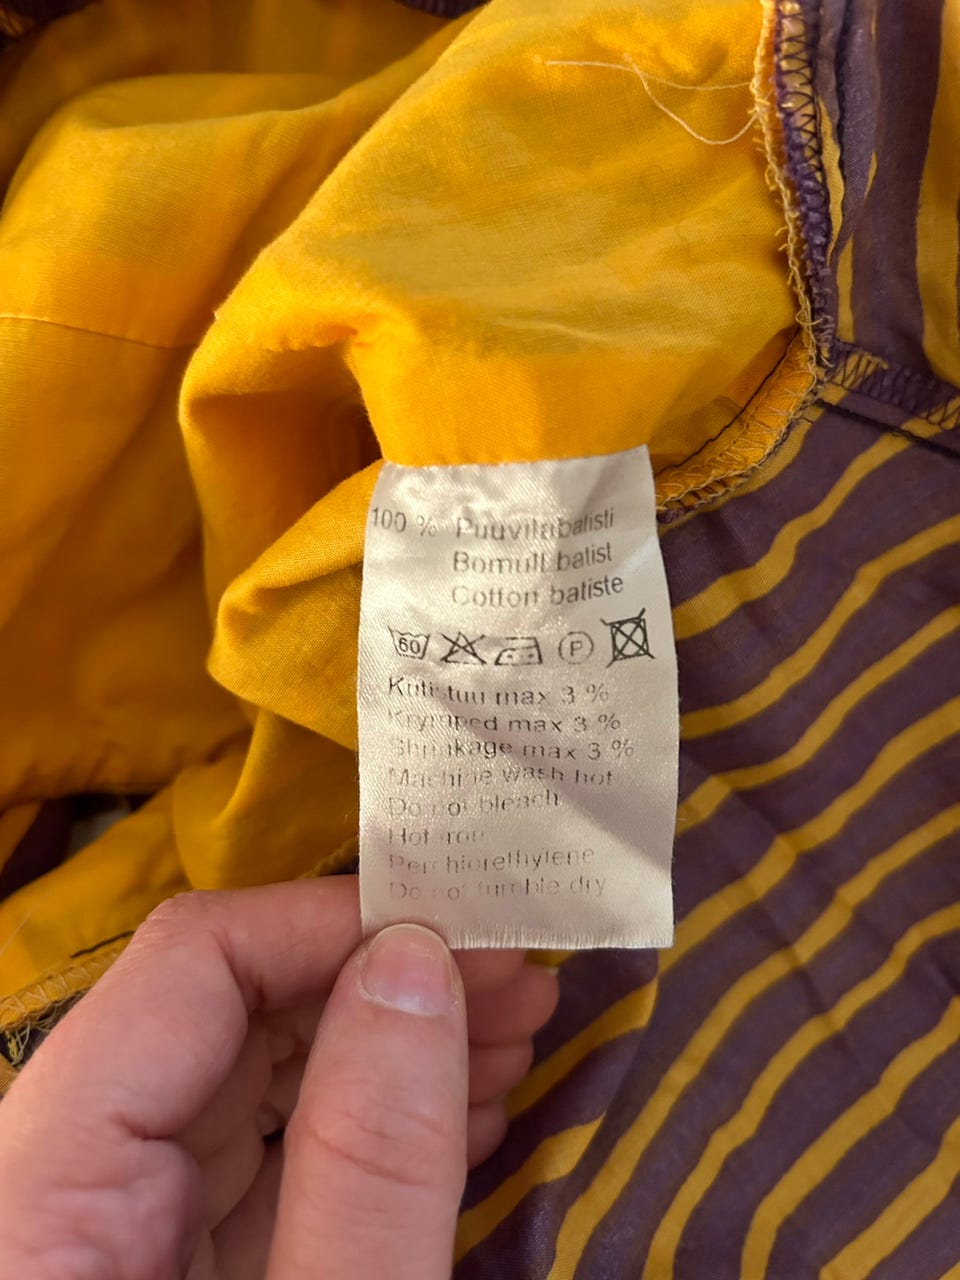 100 % Puuvillabatisti
Bomull batist
Cotton batiste
60 P
Kutistuu max 3 %
Krymped max 3 %
Shrinkage max 3 %
Machine wash hot
Do not bleach
Hot iron
Perchlorethylene
Do not tumble dry